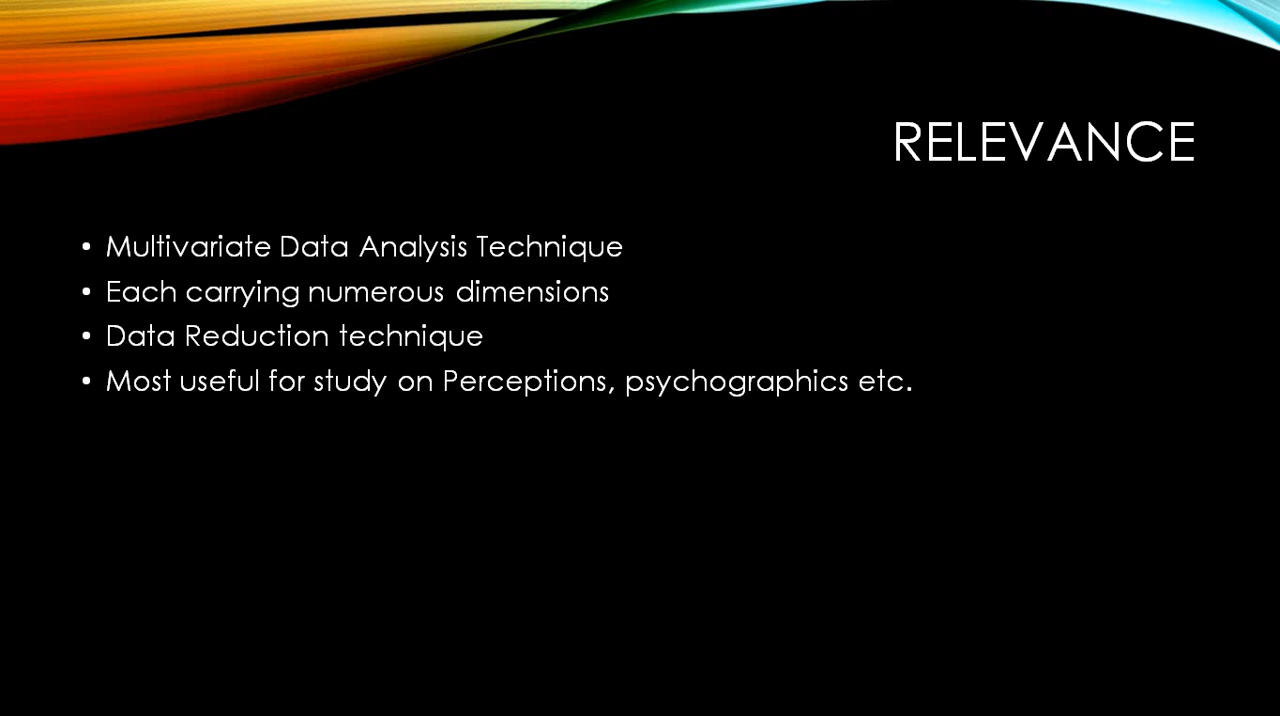 RELEVANCE
• Multivariate Data Analysis Technique
• Each carrying numerous dimensions
• Data Reduction technique
• Most useful for study on Perceptions, psychographics etc.